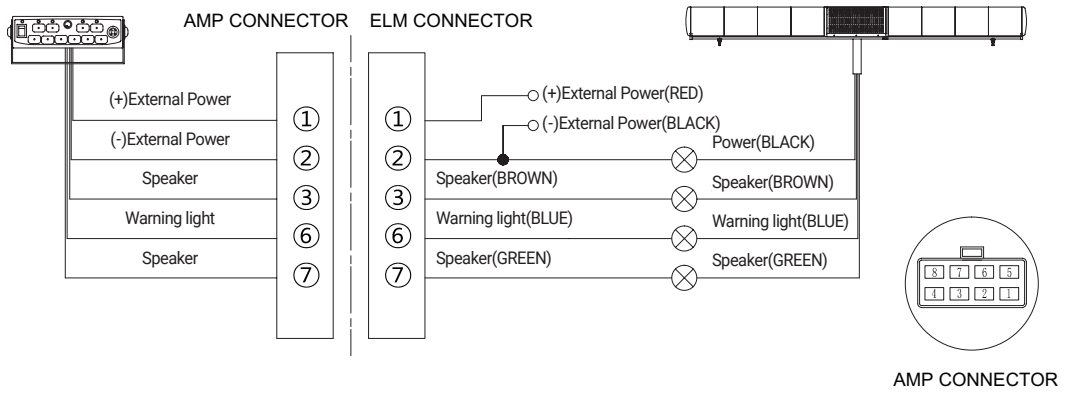 AMP CONNECTOR
ELM CONNECTOR
(+)External Power
①
①
(+)External Power(RED)
(-)External Power(BLACK)
(-)External Power
②
②
Power(BLACK)
Speaker
③
③
Speaker(BROWN)
Speaker(BROWN)
Warning light
⑥
⑥
Warning light(BLUE)
Warning light(BLUE)
Speaker
⑦
⑦
Speaker(GREEN)
Speaker(GREEN)
8 7 6 5
4 3 2 1
AMP CONNECTOR